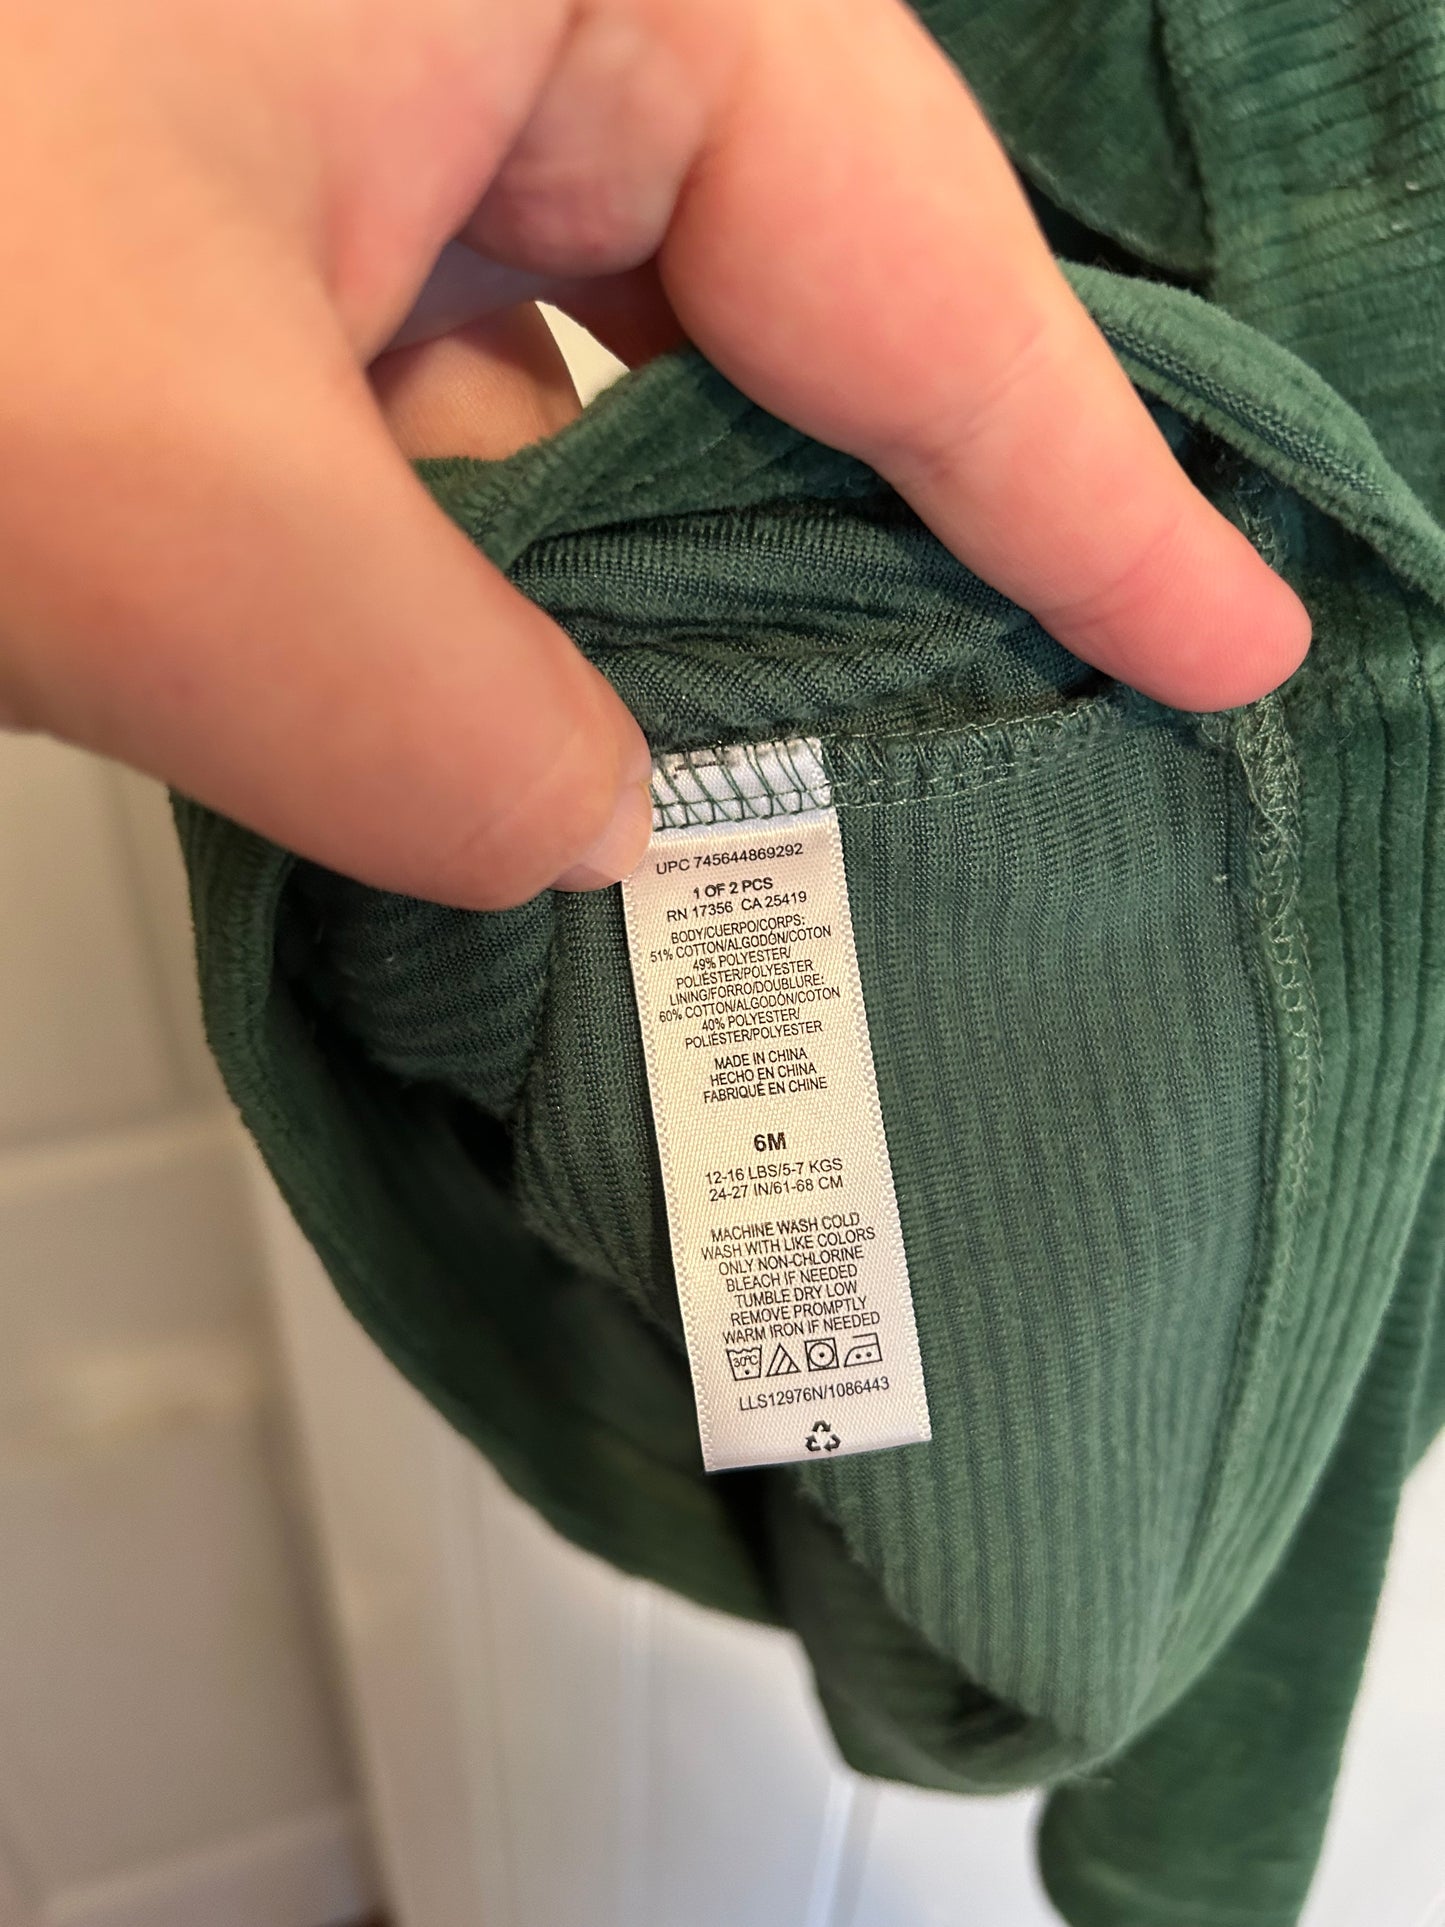 UPC 745644869292
1 OF 2 PCS
RN 17356 CA 25419
BODY/CUERPO/CORPS:
51% COTTON/ALGODÓN/COTON
49% POLYESTER/
POLIÉSTER/POLYESTER
LINING/FORRO/DOUBLURE:
60% COTTON/ALGODÓN/COTON
40% POLYESTER/
POLIÉSTER/POLYESTER
MADE IN CHINA
HECHO EN CHINA
FABRIQUÉ EN CHINE
6M
12-16 LBS/5-7 KGS
24-27 IN/61-68 CM
MACHINE WASH COLD
WASH WITH LIKE COLORS
ONLY NON-CHLORINE
BLEACH IF NEEDED
TUMBLE DRY LOW
REMOVE PROMPTLY
WARM IRON IF NEEDED
30°C
LLS12976N/1086443